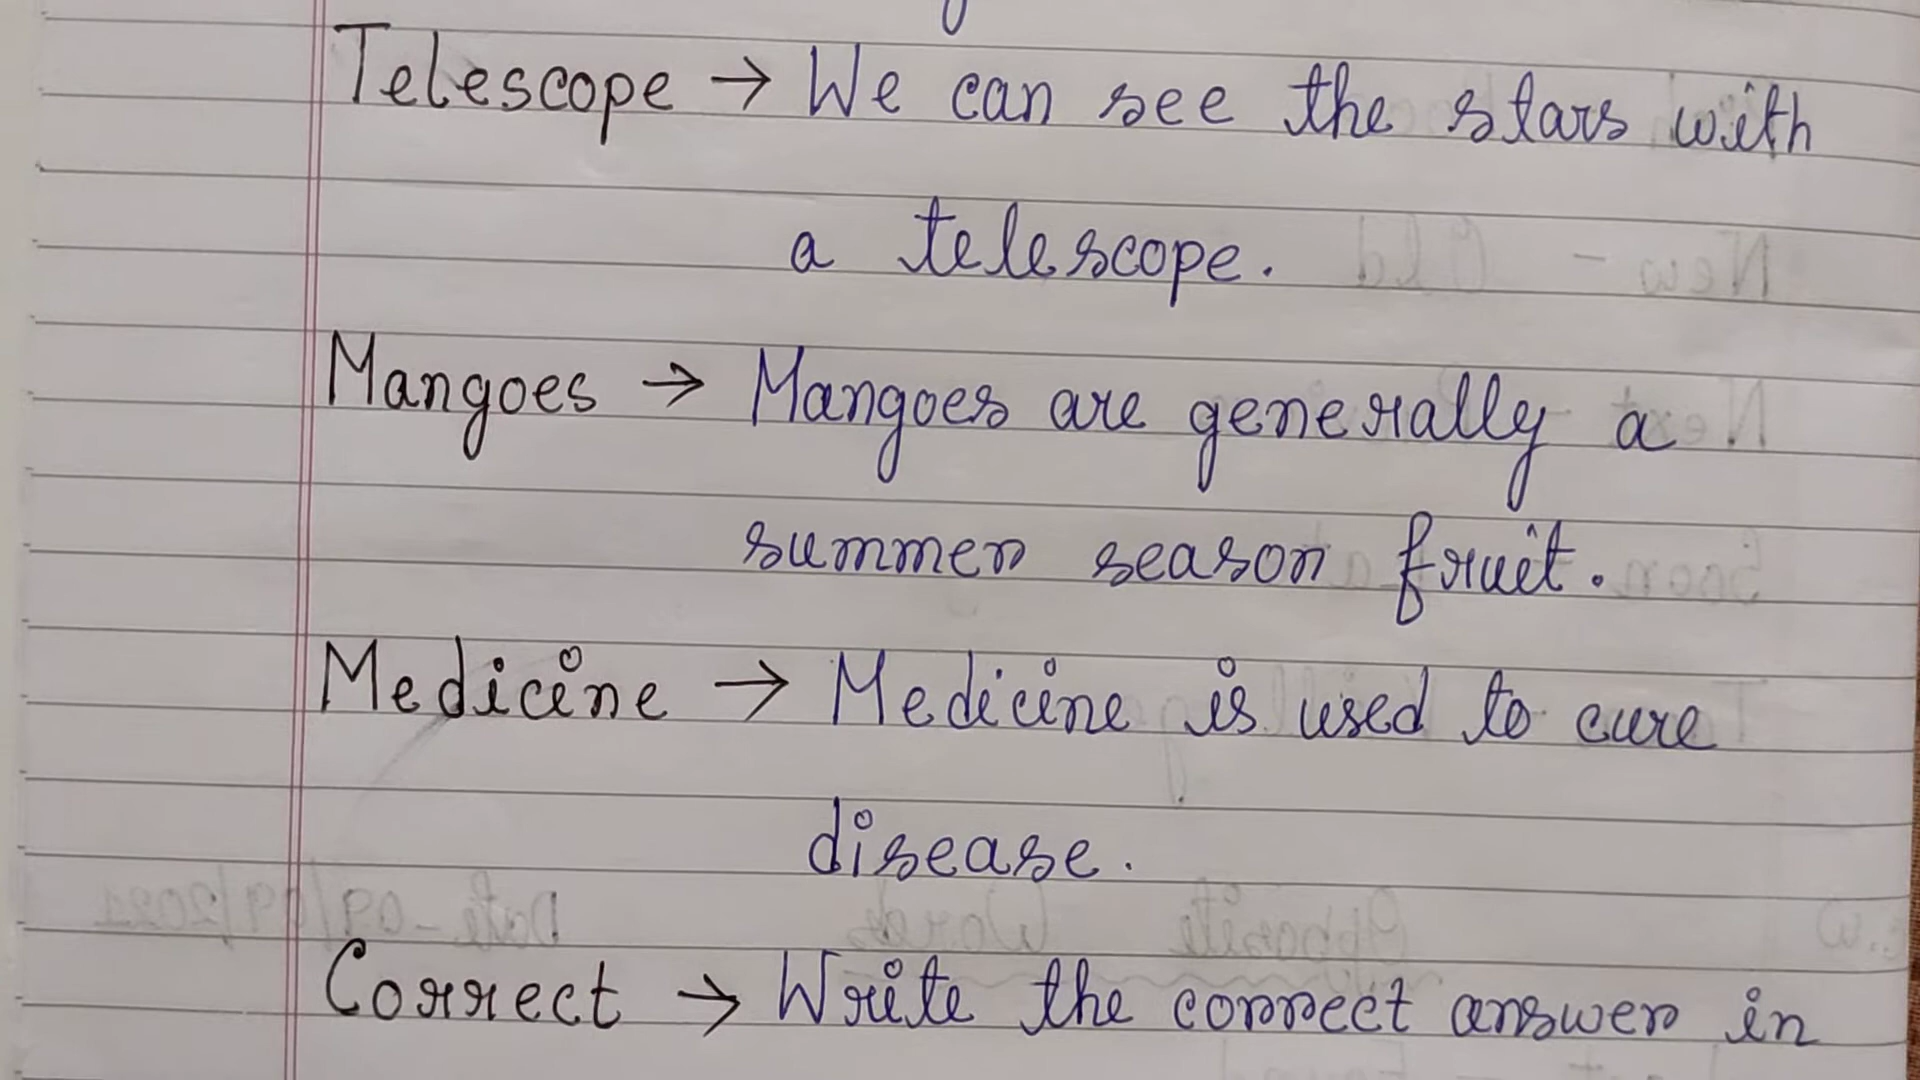 Telescope → We can see the stars with
a telescope.
Mangoes → Mangoes are generally a
summer season fruit.
Medicine → Medicine is used to cure
disease.
Correct → Write the correct answer in